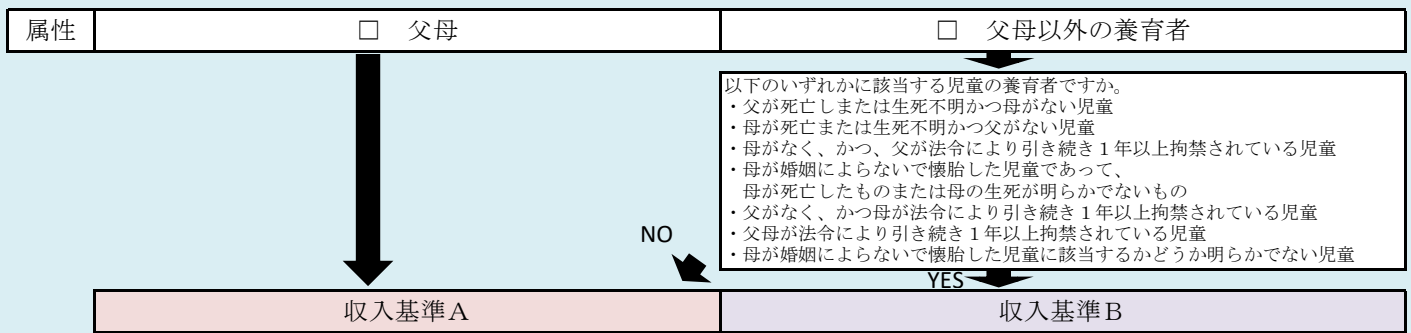 属性 □ 父母 □ 父母以外の養育者
以下のいずれかに該当する児童の養育者ですか。
・父が死亡しまたは生死不明かつ母がない児童
・母が死亡または生死不明かつ父がない児童
・母がなく、かつ、父が法令により引き続き１年以上拘禁されている児童
・母が婚姻によらないで懐胎した児童であって、
母が死亡したものまたは母の生死が明らかでないもの
・父がなく、かつ母が法令により引き続き１年以上拘禁されている児童
・父母が法令により引き続き１年以上拘禁されている児童
・母が婚姻によらないで懐胎した児童に該当するかどうか明らかでない児童
NO
YES
収入基準Ａ 収入基準Ｂ